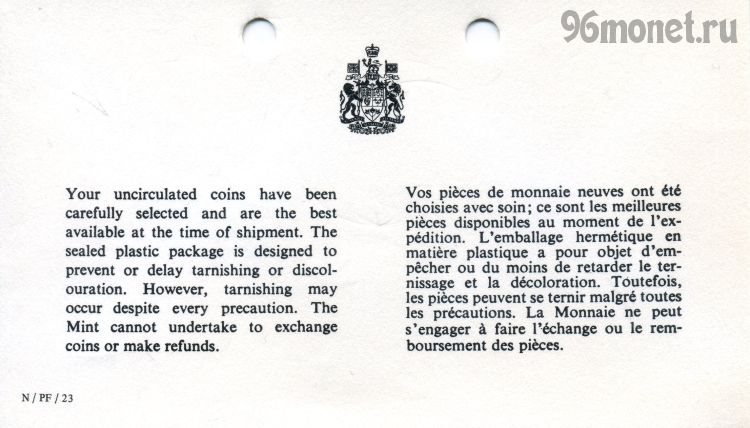 96monet.ru
Your uncirculated coins have been
carefully selected and are the best
available at the time of shipment. The
sealed plastic package is designed to
prevent or delay tarnishing or discol-
ouration. However, tarnishing may
occur despite every precaution. The
Mint cannot undertake to exchange
coins or make refunds.
Vos pièces de monnaie neuves ont été
choisies avec soin; ce sont les meilleures
pièces disponibles au moment de l'ex-
pédition. L'emballage hermétique en
matière plastique a pour objet d'em-
pêcher ou du moins de retarder le ter-
nissage et la décoloration. Toutefois,
les pièces peuvent se ternir malgré toutes
les précautions. La Monnaie ne peut
s'engager à faire l'échange ou le rem-
boursement des pièces.
N / PF / 23